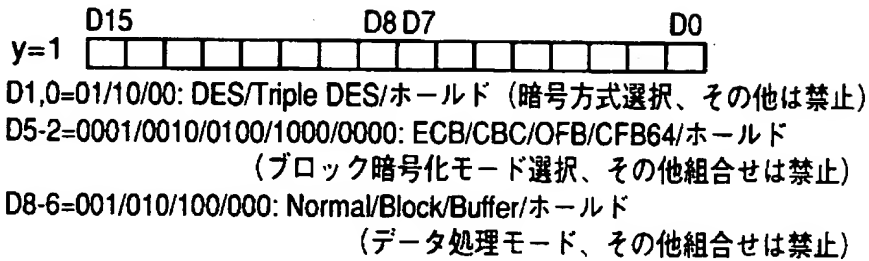 D15 D8 D7 D0
y=1
D1,0=01/10/00: DES/Triple DES/ホールド（暗号方式選択、その他は禁止）
D5-2=0001/0010/0100/1000/0000: ECB/CBC/OFB/CFB64/ホールド
（ブロック暗号化モード選択、その他組合せは禁止）
D8-6=001/010/100/000: Normal/Block/Buffer/ホールド
（データ処理モード、その他組合せは禁止）